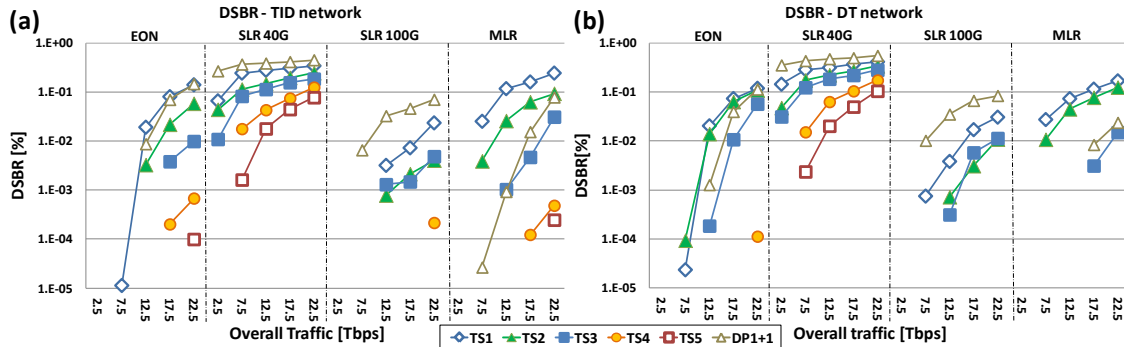 (a)
DSBR - TID network
EON SLR 40G SLR 100G MLR
DSBR [%]
1.E+00
1.E-01
1.E-02
1.E-03
1.E-04
1.E-05
2.5 7.5 12.5 17.5 22.5 2.5 7.5 12.5 17.5 22.5 2.5 7.5 12.5 17.5 22.5 2.5 7.5 12.5 17.5 22.5
Overall Traffic [Tbps]
(b)
DSBR - DT network
EON SLR 40G SLR 100G MLR
DSBR[%]
1.E+00
1.E-01
1.E-02
1.E-03
1.E-04
1.E-05
2.5 7.5 12.5 17.5 22.5 2.5 7.5 12.5 17.5 22.5 2.5 7.5 12.5 17.5 22.5 2.5 7.5 12.5 17.5 22.5
Overall traffic [Tbps]
TS1 TS2 TS3 TS4 TS5 DP1+1